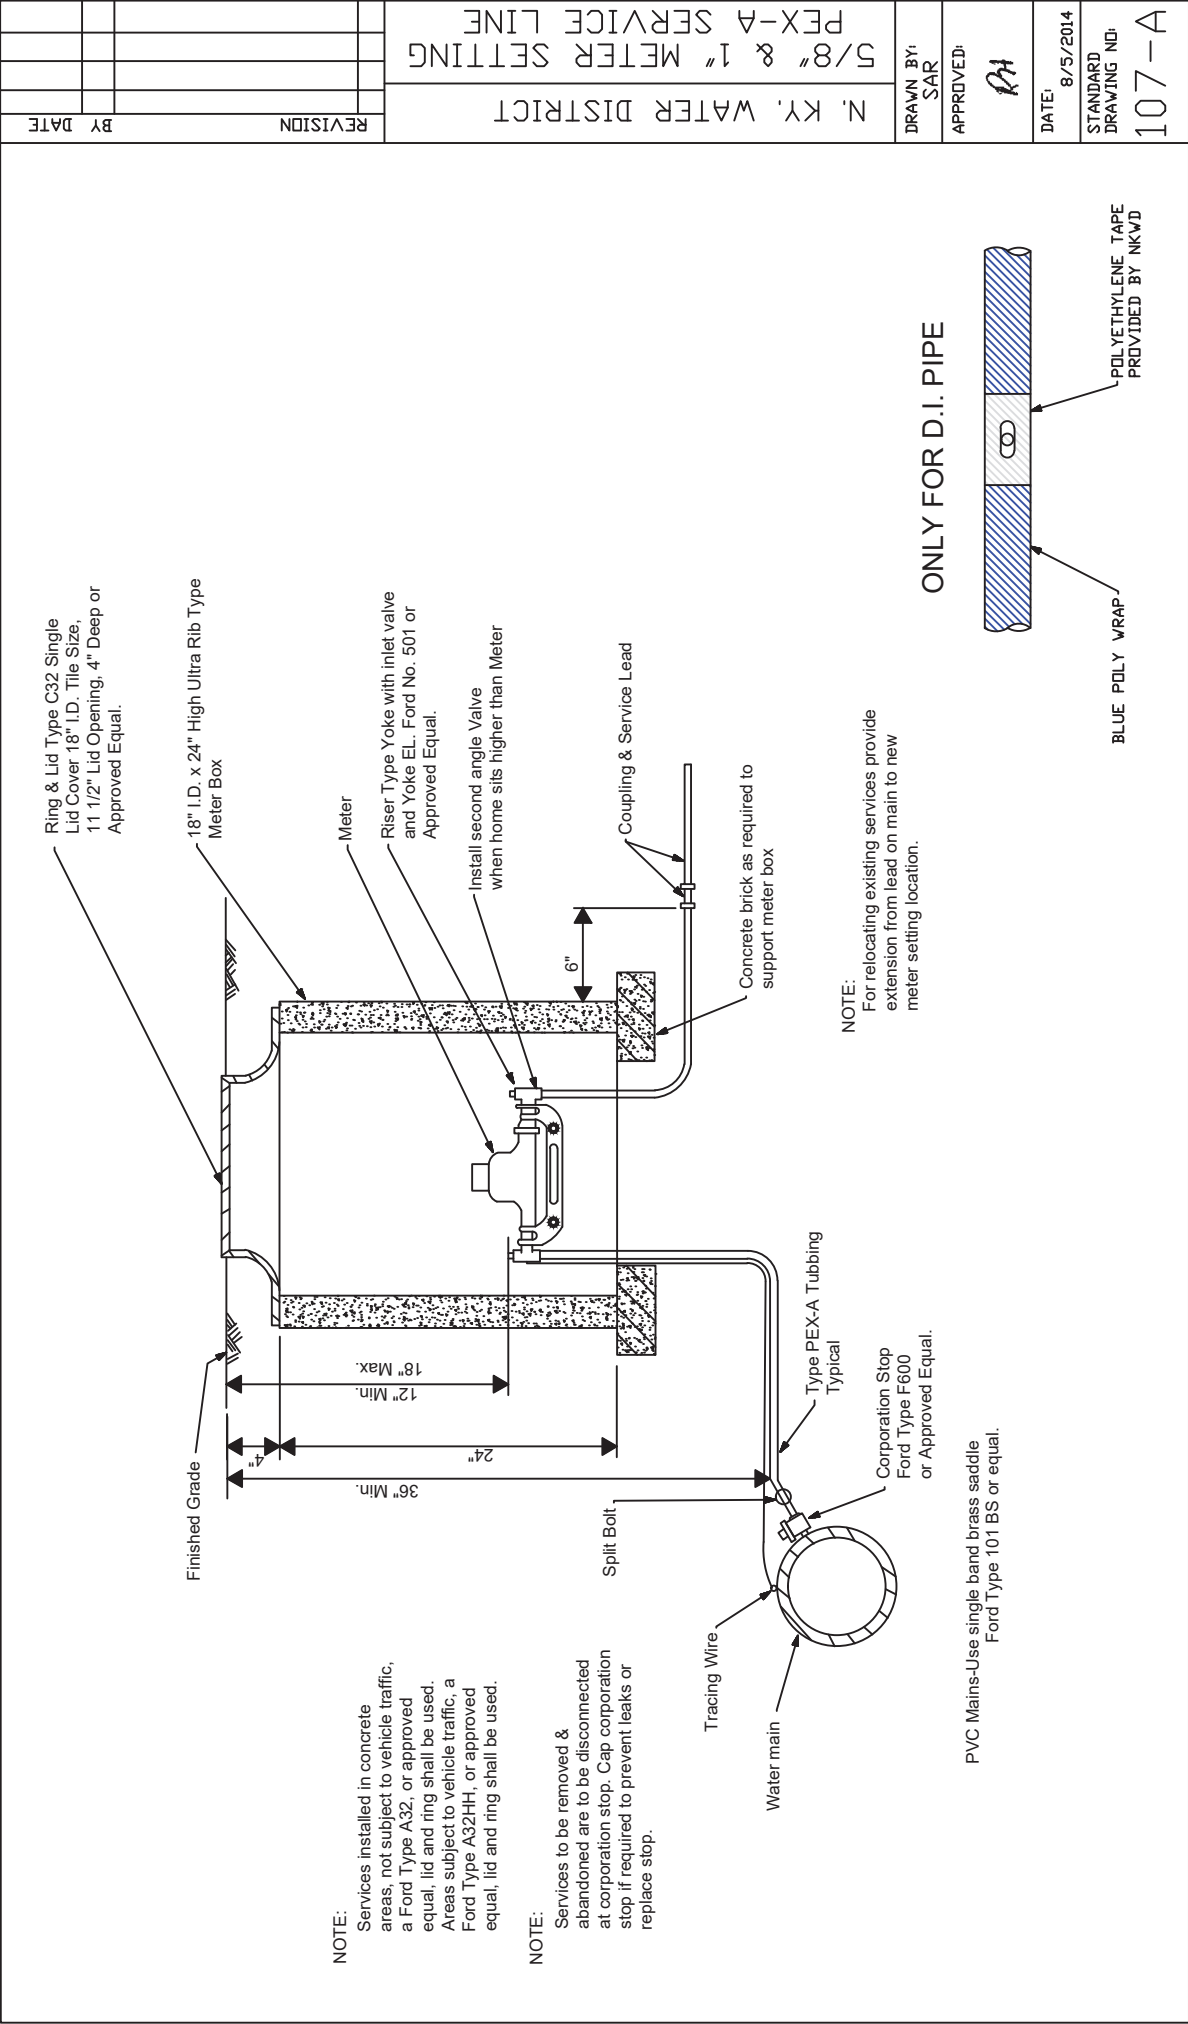 Ring & Lid Type C32 Single
Lid Cover 18" I.D. Tile Size,
11 1/2" Lid Opening, 4" Deep or
Approved Equal.
18" I.D. x 24" High Ultra Rib Type
Meter Box
Meter
Riser Type Yoke with inlet valve
and Yoke EL. Ford No. 501 or
Approved Equal.
Install second angle Valve
when home sits higher than Meter
Coupling & Service Lead
Concrete brick as required to
support meter box
6"
Finished Grade
4"
24"
12" Min.
18" Max.
36" Min.
Split Bolt
Tracing Wire
Water main
Type PEX-A Tubbing
Typical
Corporation Stop
Ford Type F600
or Approved Equal.
PVC Mains-Use single band brass saddle
Ford Type 101 BS or equal.
NOTE:
Services installed in concrete
areas, not subject to vehicle traffic,
a Ford Type A32, or approved
equal, lid and ring shall be used.
Areas subject to vehicle traffic, a
Ford Type A32HH, or approved
equal, lid and ring shall be used.
NOTE:
Services to be removed &
abandoned are to be disconnected
at corporation stop. Cap corporation
stop if required to prevent leaks or
replace stop.
NOTE:
For relocating existing services provide
extension from lead on main to new
meter setting location.
ONLY FOR D.I. PIPE
BLUE POLY WRAP
POLYETHYLENE TAPE
PROVIDED BY NKWD
REVISION
BY
DATE
N. KY. WATER DISTRICT
5/8" & 1" METER SETTING
PEX-A SERVICE LINE
DRAWN BY:
SAR
APPROVED:
DATE:
8/5/2014
STANDARD
DRAWING NO:
107-A